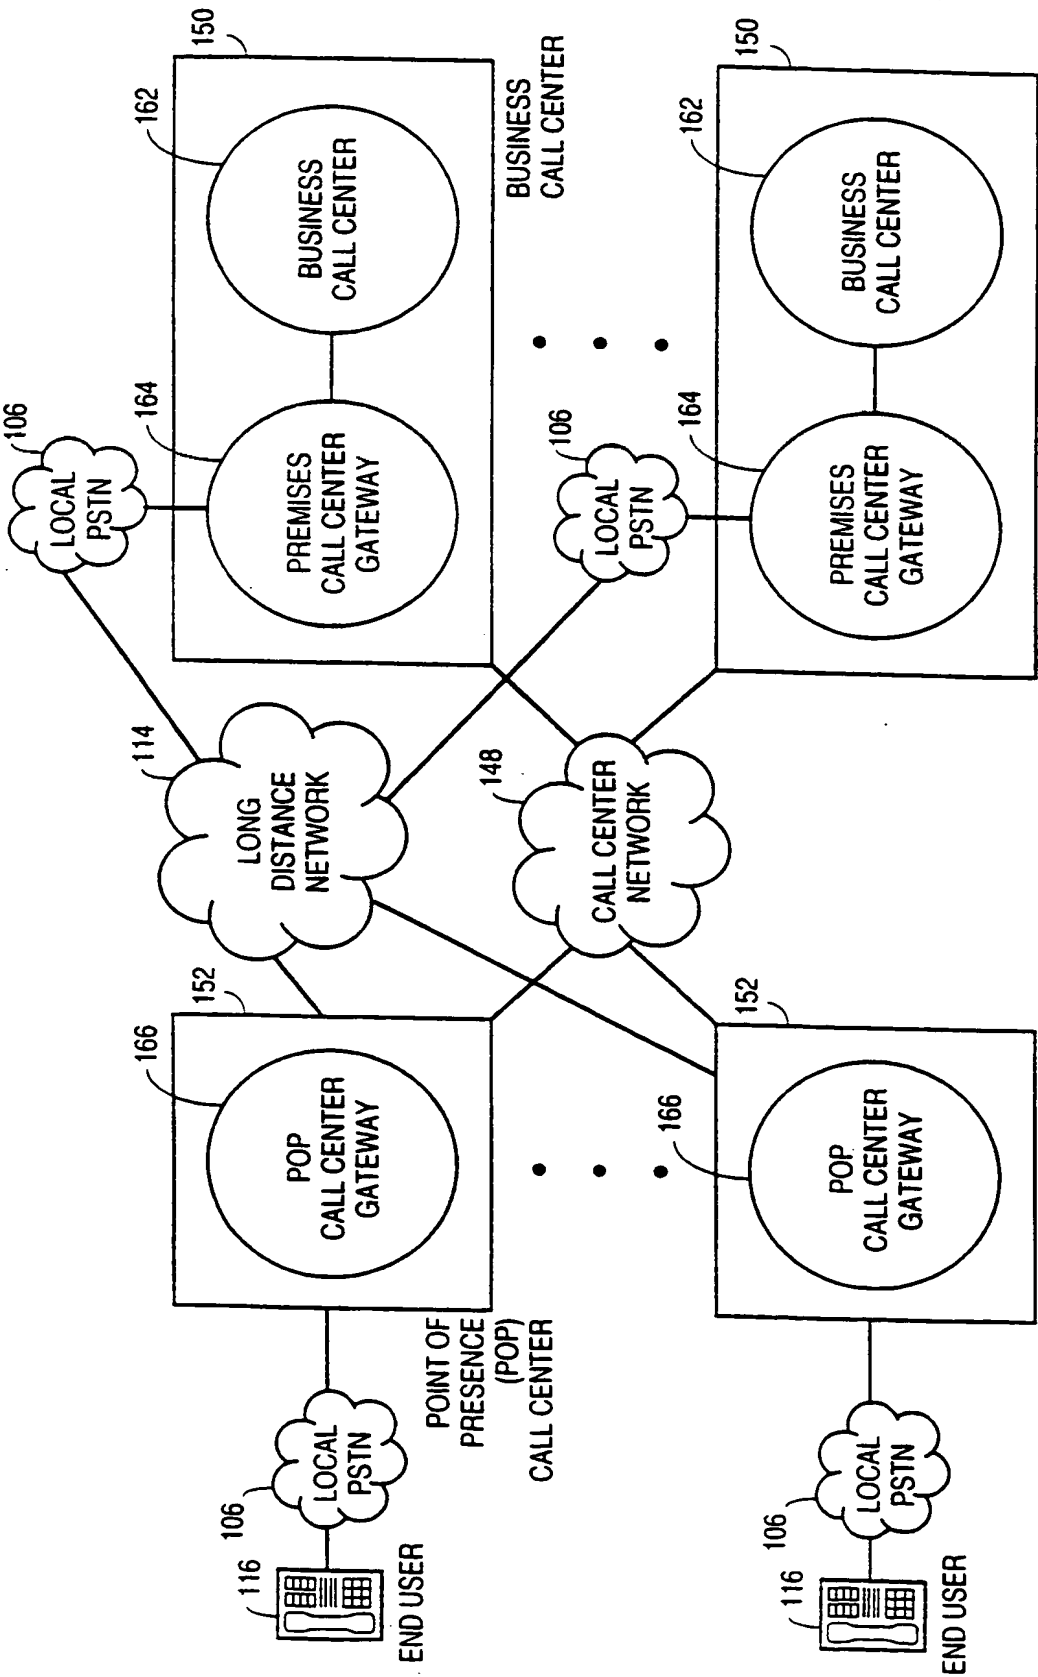 116
END USER
106
LOCAL
PSTN
POINT OF
PRESENCE
(POP)
CALL CENTER
152
166
POP
CALL CENTER
GATEWAY
114
LONG
DISTANCE
NETWORK
106
LOCAL
PSTN
150
164
PREMISES
CALL CENTER
GATEWAY
162
BUSINESS
CALL CENTER
BUSINESS
CALL CENTER
148
CALL CENTER
NETWORK
106
LOCAL
PSTN
116
END USER
106
LOCAL
PSTN
152
166
POP
CALL CENTER
GATEWAY
150
164
PREMISES
CALL CENTER
GATEWAY
162
BUSINESS
CALL CENTER